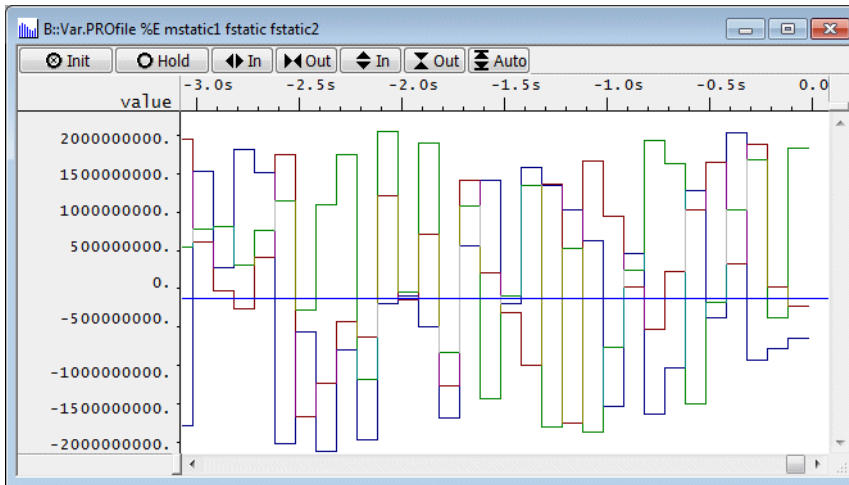 B::Var.PROfile %E mstatic1 fstatic fstatic2
Init Hold In Out In Out Auto
-3.0s -2.5s -2.0s -1.5s -1.0s -0.5s 0.0
value
2000000000.
1500000000.
1000000000.
500000000.
0.
-500000000.
-1000000000.
-1500000000.
-2000000000.